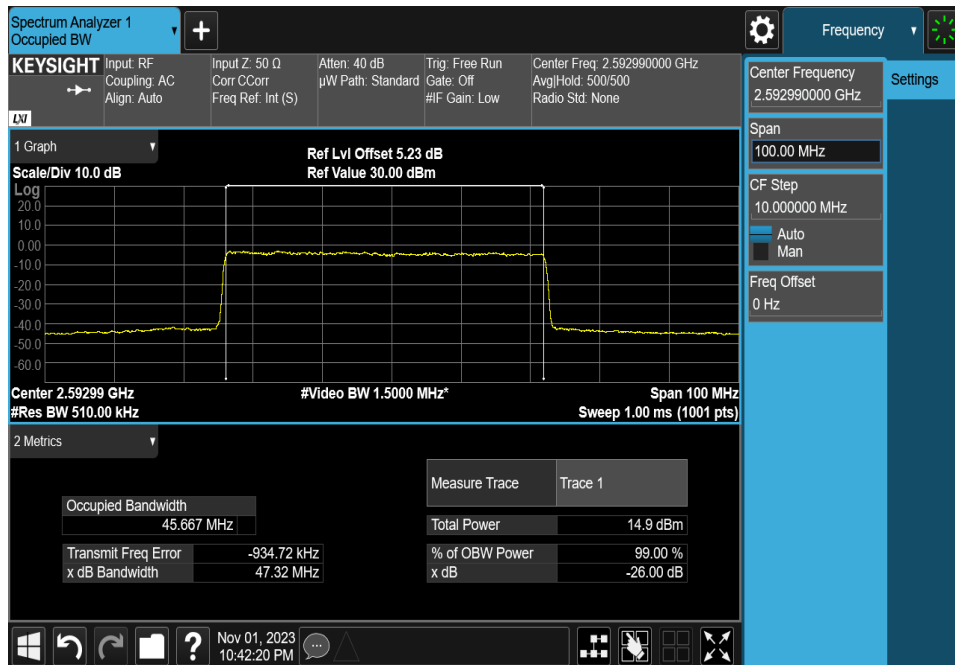 Spectrum Analyzer 1
Occupied BW
+
Frequency
KEYSIGHT
LXI
Input: RF
Coupling: AC
Align: Auto
Input Z: 50 Ω
Corr CCorr
Freq Ref: Int (S)
Atten: 40 dB
µW Path: Standard
Trig: Free Run
Gate: Off
#IF Gain: Low
Center Freq: 2.592990000 GHz
Avg|Hold: 500/500
Radio Std: None
Center Frequency
2.592990000 GHz
Settings
Span
100.00 MHz
CF Step
10.000000 MHz
Auto
Man
Freq Offset
0 Hz
1 Graph
Scale/Div 10.0 dB
Ref Lvl Offset 5.23 dB
Ref Value 30.00 dBm
Log
20.0
10.0
0.00
-10.0
-20.0
-30.0
-40.0
-50.0
-60.0
Center 2.59299 GHz
#Video BW 1.5000 MHz*
Span 100 MHz
#Res BW 510.00 kHz
Sweep 1.00 ms (1001 pts)
2 Metrics
Measure Trace
Trace 1
Occupied Bandwidth
45.667 MHz
Total Power
14.9 dBm
Transmit Freq Error
-934.72 kHz
% of OBW Power
99.00 %
x dB Bandwidth
47.32 MHz
x dB
-26.00 dB
?
Nov 01, 2023
10:42:20 PM